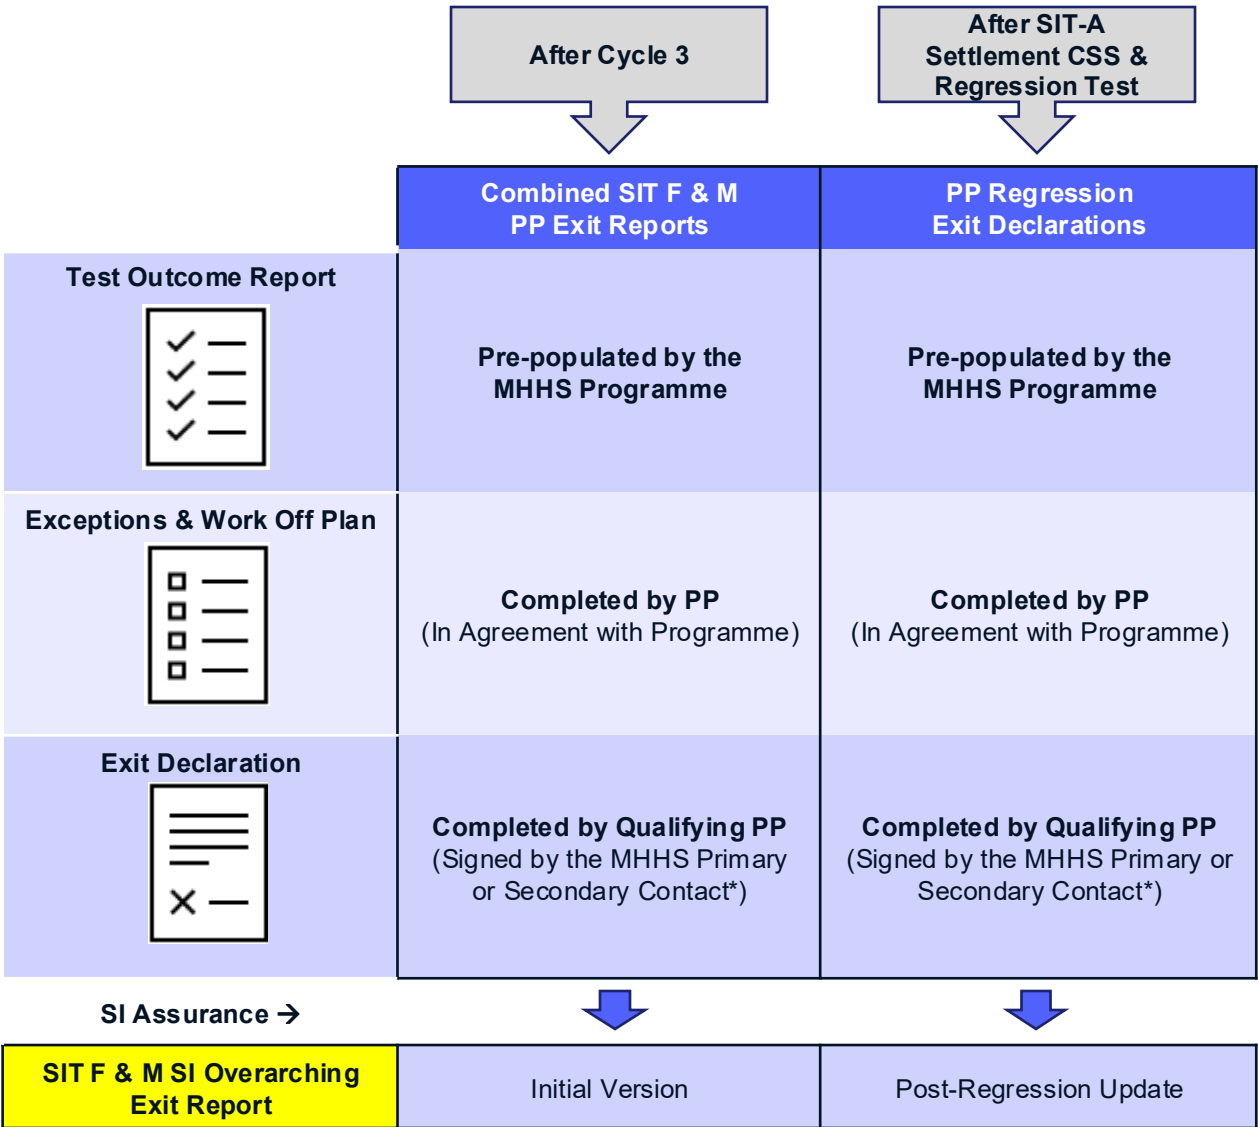 After Cycle 3
After SIT-A
Settlement CSS &
Regression Test
Combined SIT F & M
PP Exit Reports
PP Regression
Exit Declarations
Test Outcome Report
Pre-populated by the
MHHS Programme
Pre-populated by the
MHHS Programme
Exceptions & Work Off Plan
Completed by PP
(In Agreement with Programme)
Completed by PP
(In Agreement with Programme)
Exit Declaration
Completed by Qualifying PP
(Signed by the MHHS Primary
or Secondary Contact*)
Completed by Qualifying PP
(Signed by the MHHS Primary or
Secondary Contact*)
SI Assurance →
SIT F & M SI Overarching
Exit Report
Initial Version
Post-Regression Update